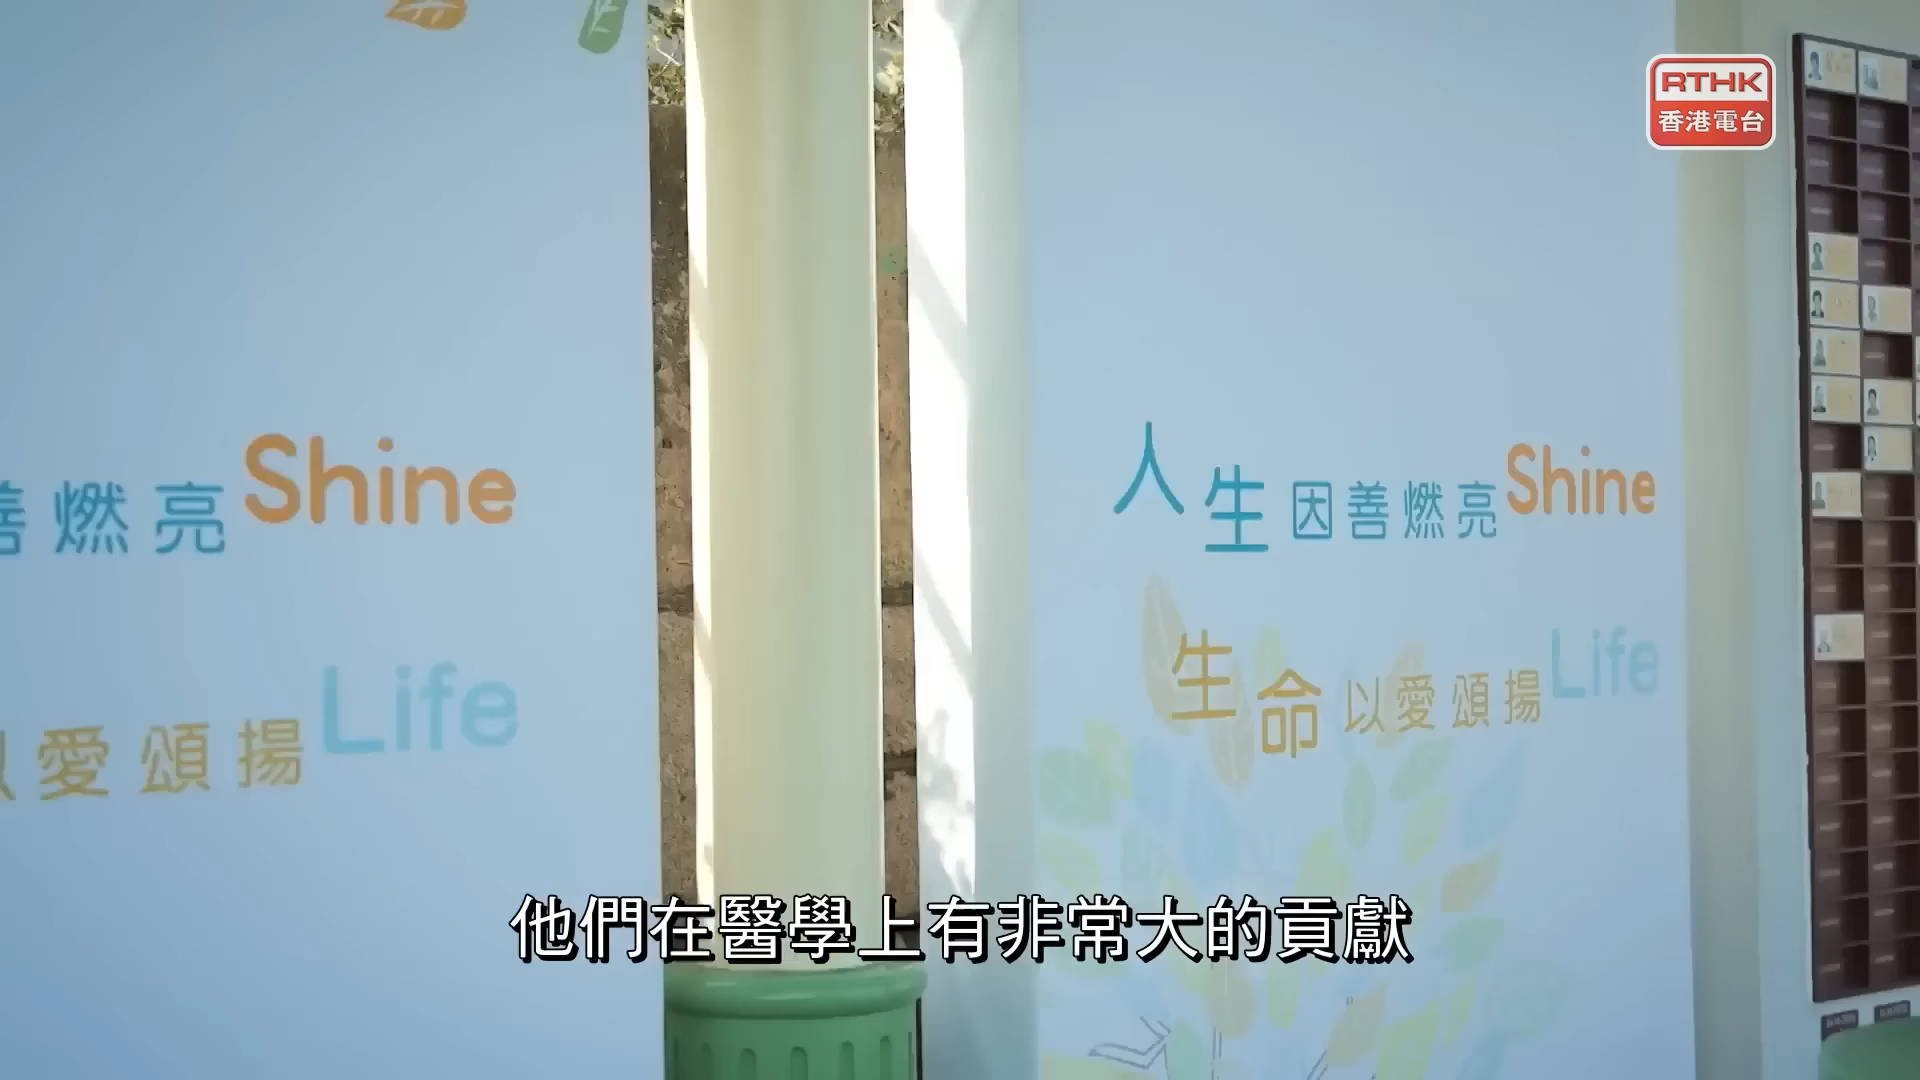 RTHK
香港電台
善燃亮Shine
以愛頌揚Life
人生因善燃亮Shine
生命以愛頌揚Life
他們在醫學上有非常大的貢獻